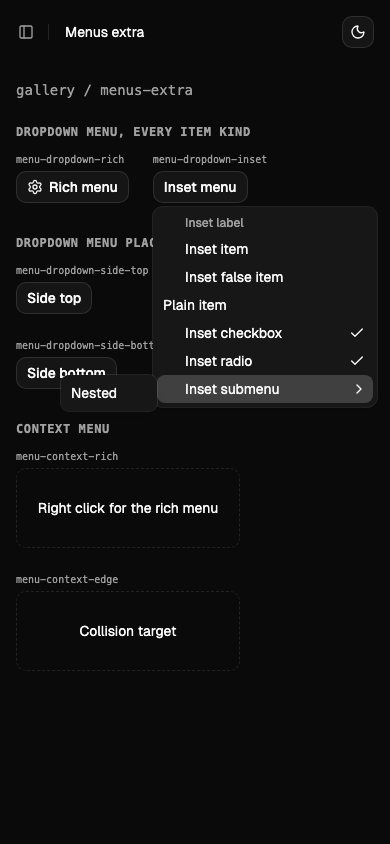 Menus extra
gallery / menus-extra
DROPDOWN MENU, EVERY ITEM KIND
menu-dropdown-rich
menu-dropdown-inset
Rich menu
Inset menu
Inset label
Inset item
Inset false item
Plain item
Inset checkbox
Inset radio
Inset submenu
Nested
DROPDOWN MENU PLAC
menu-dropdown-side-top
Side top
menu-dropdown-side-bott
Side bottom
CONTEXT MENU
menu-context-rich
Right click for the rich menu
menu-context-edge
Collision target